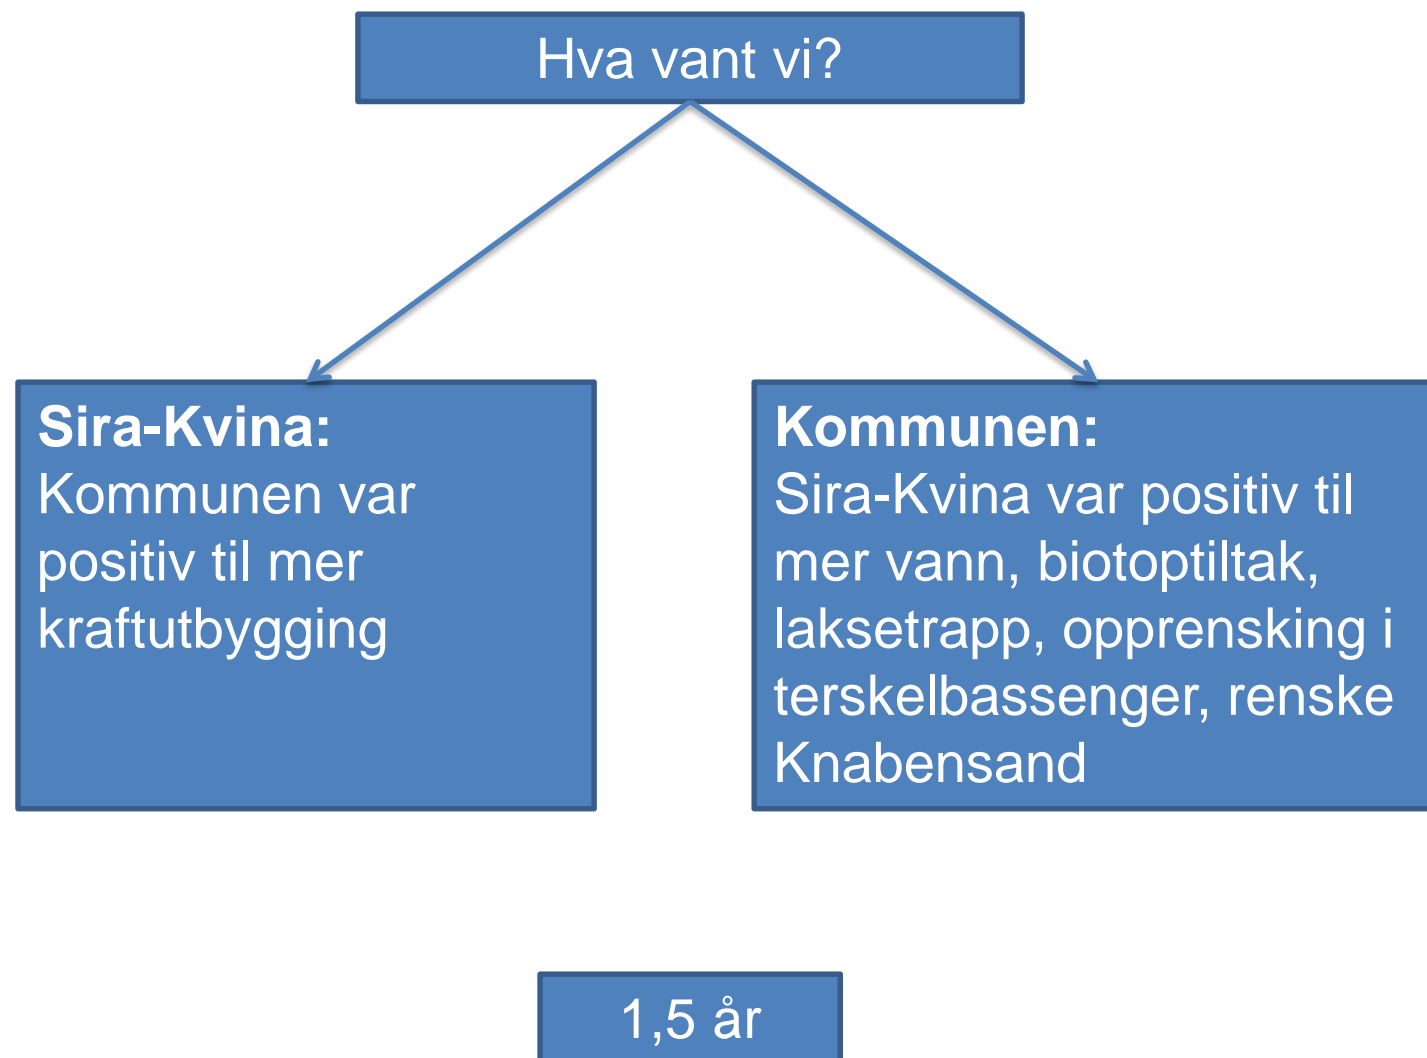 Hva vant vi?
Sira-Kvina:
Kommunen var
positiv til mer
kraftutbygging
Kommunen:
Sira-Kvina var positiv til
mer vann, biotoptiltak,
laksetrapp, opprensking i
terskelbassenger, renske
Knabensand
1,5 år